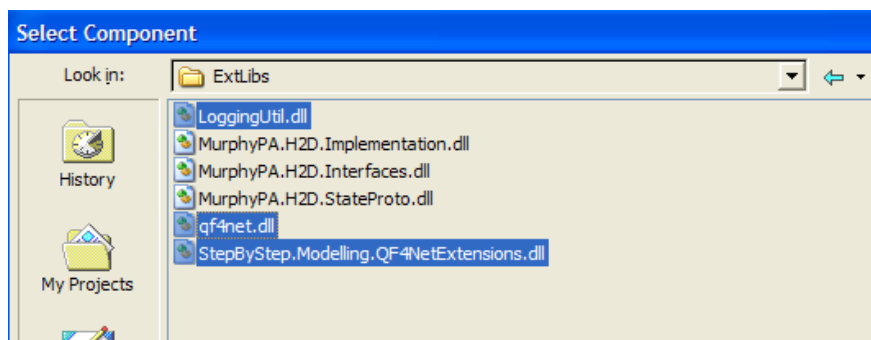 Select Component
Look in:
ExtLibs
LoggingUtil.dll
MurphyPA.H2D.Implementation.dll
MurphyPA.H2D.Interfaces.dll
MurphyPA.H2D.StateProto.dll
qf4net.dll
StepByStep.Modelling.QF4NetExtensions.dll
History
My Projects